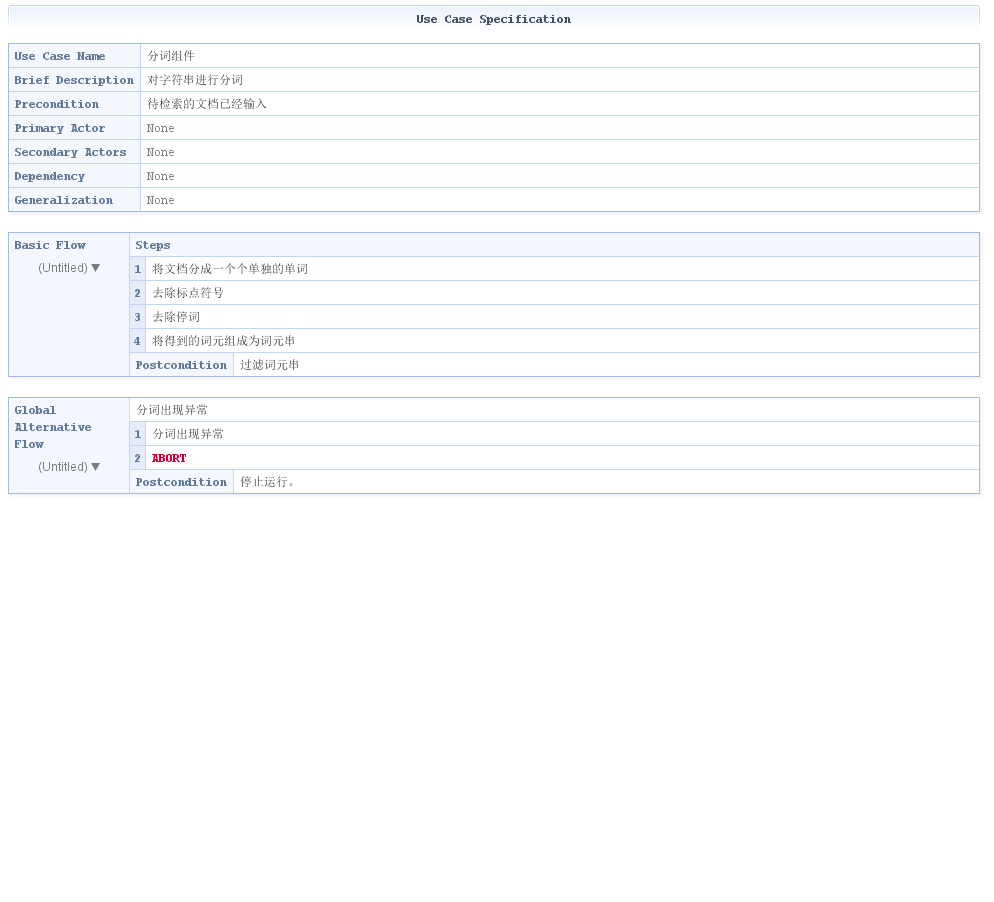 Use Case Specification
Use Case Name 分词组件
Brief Description 对字符串进行分词
Precondition 待检索的文档已经输入
Primary Actor None
Secondary Actors None
Dependency None
Generalization None
Basic Flow Steps
(Untitled) ▼
1 将文档分成一个个单独的单词
2 去除标点符号
3 去除停词
4 将得到的词元组成为词元串
Postcondition 过滤词元串
Global Alternative Flow
(Untitled) ▼
分词出现异常
1 分词出现异常
2 ABORT
Postcondition 停止运行。